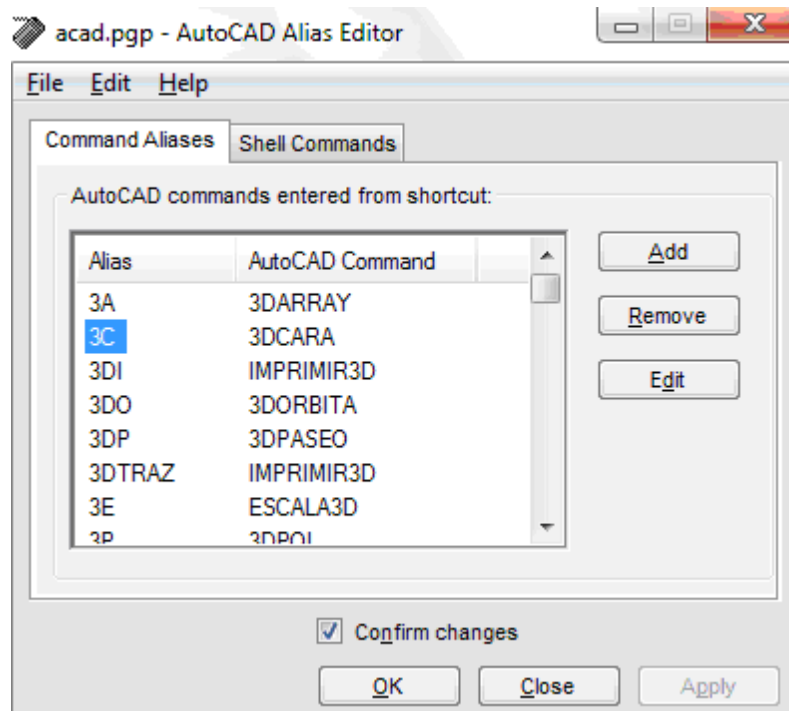 acad.pgp - AutoCAD Alias Editor
File Edit Help
Command Aliases Shell Commands
AutoCAD commands entered from shortcut:
Alias AutoCAD Command
Add
3A 3DARRAY
3C 3DCARA
Remove
3DI IMPRIMIR3D
Edit
3DO 3DORBITA
3DP 3DPASEO
3DTRAZ IMPRIMIR3D
3E ESCALA3D
3P 3DPOL
Confirm changes
OK Close Apply